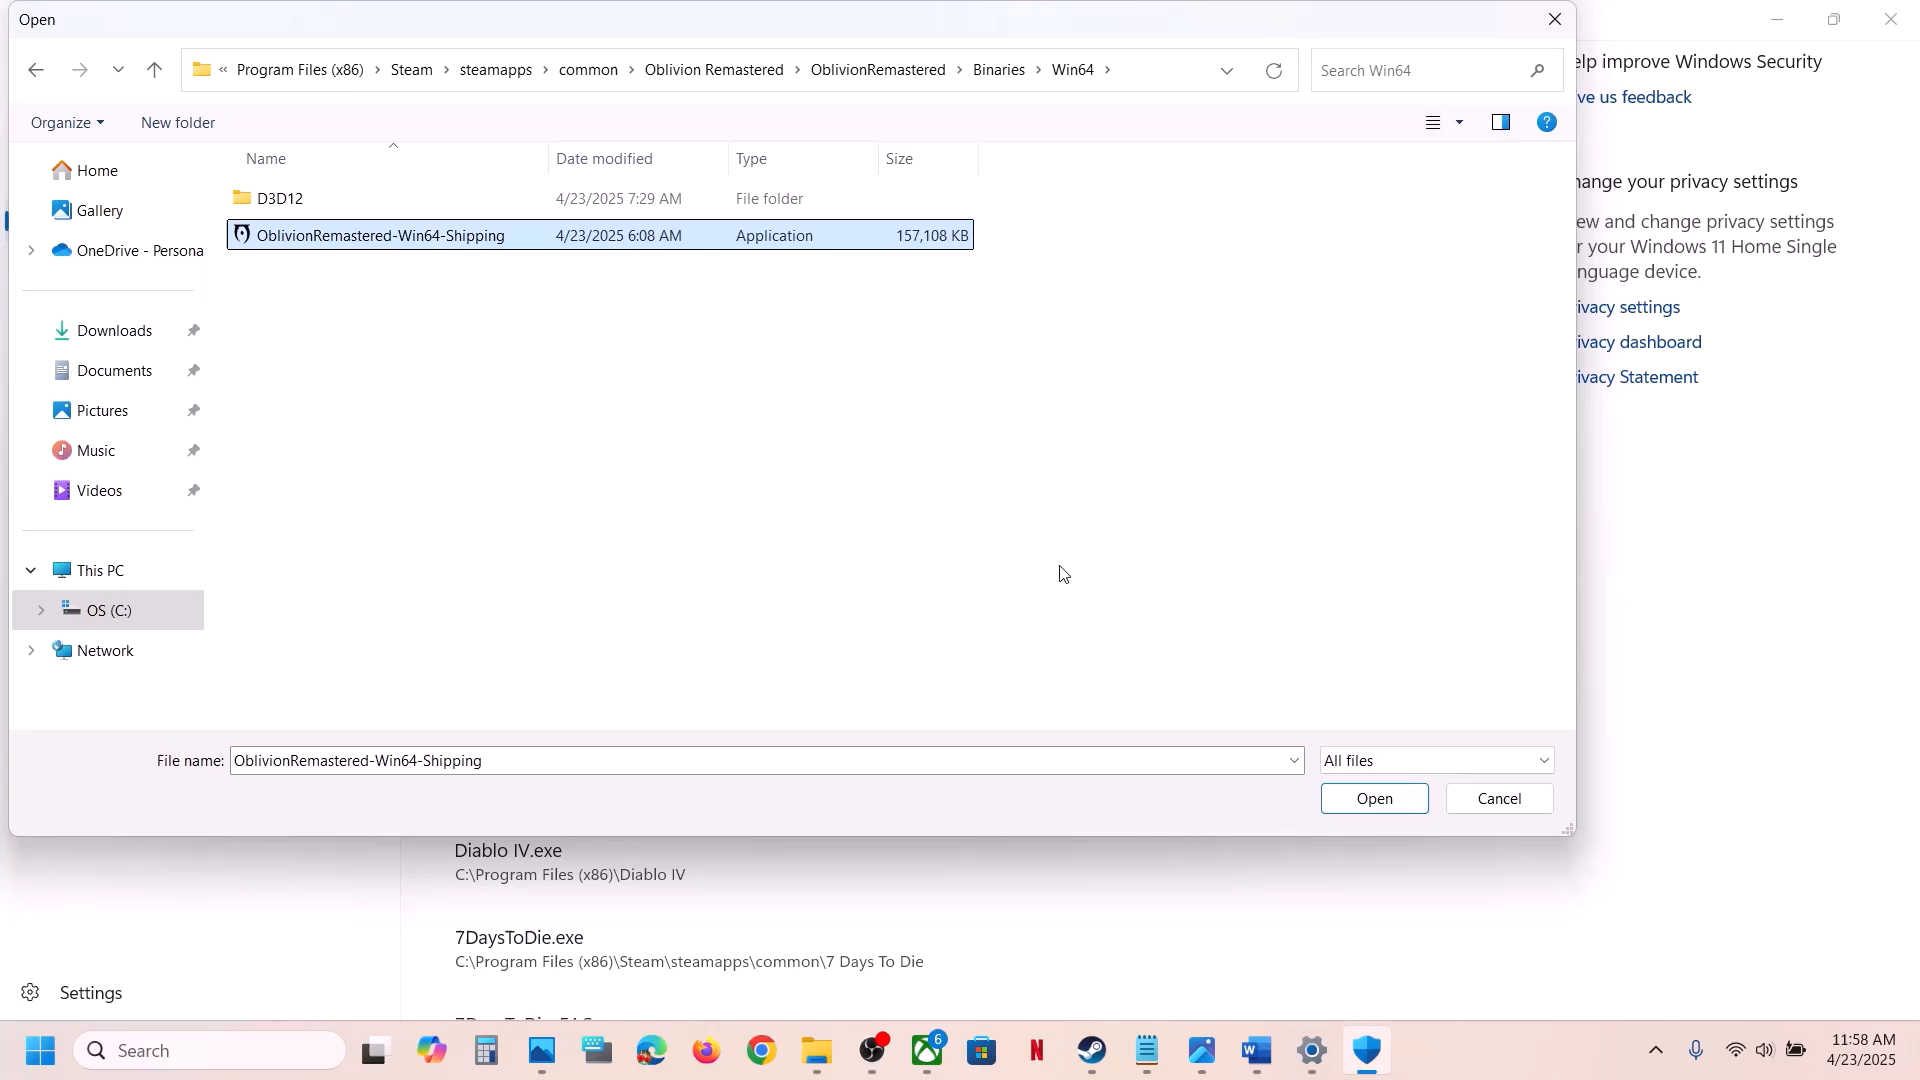 Open
« Program Files (x86) › Steam › steamapps › common › Oblivion Remastered › OblivionRemastered › Binaries › Win64 ›
Search Win64
Organize
New folder
Name
Date modified
Type
Size
D3D12
4/23/2025 7:29 AM
File folder
OblivionRemastered-Win64-Shipping
4/23/2025 6:08 AM
Application
157,108 KB
Home
Gallery
OneDrive - Persona
Downloads
Documents
Pictures
Music
Videos
This PC
OS (C:)
Network
File name:
OblivionRemastered-Win64-Shipping
All files
Open
Cancel
elp improve Windows Security
ve us feedback
ange your privacy settings
ew and change privacy settings
r your Windows 11 Home Single
nguage device.
ivacy settings
ivacy dashboard
ivacy Statement
Diablo IV.exe
C:\Program Files (x86)\Diablo IV
7DaysToDie.exe
C:\Program Files (x86)\Steam\steamapps\common\7 Days To Die
Settings
Search
6
11:58 AM
4/23/2025